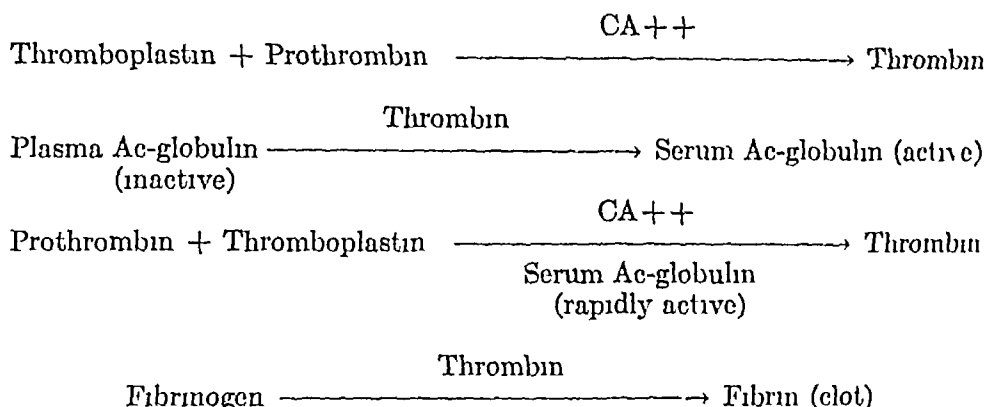 CA++
Thromboplastin + Prothrombin ⟶ Thrombin
Thrombin
Plasma Ac-globulin ⟶ Serum Ac-globulin (active)
(inactive)
CA++
Prothrombin + Thromboplastin ⟶ Thrombin
Serum Ac-globulin
(rapidly active)
Thrombin
Fibrinogen ⟶ Fibrin (clot)